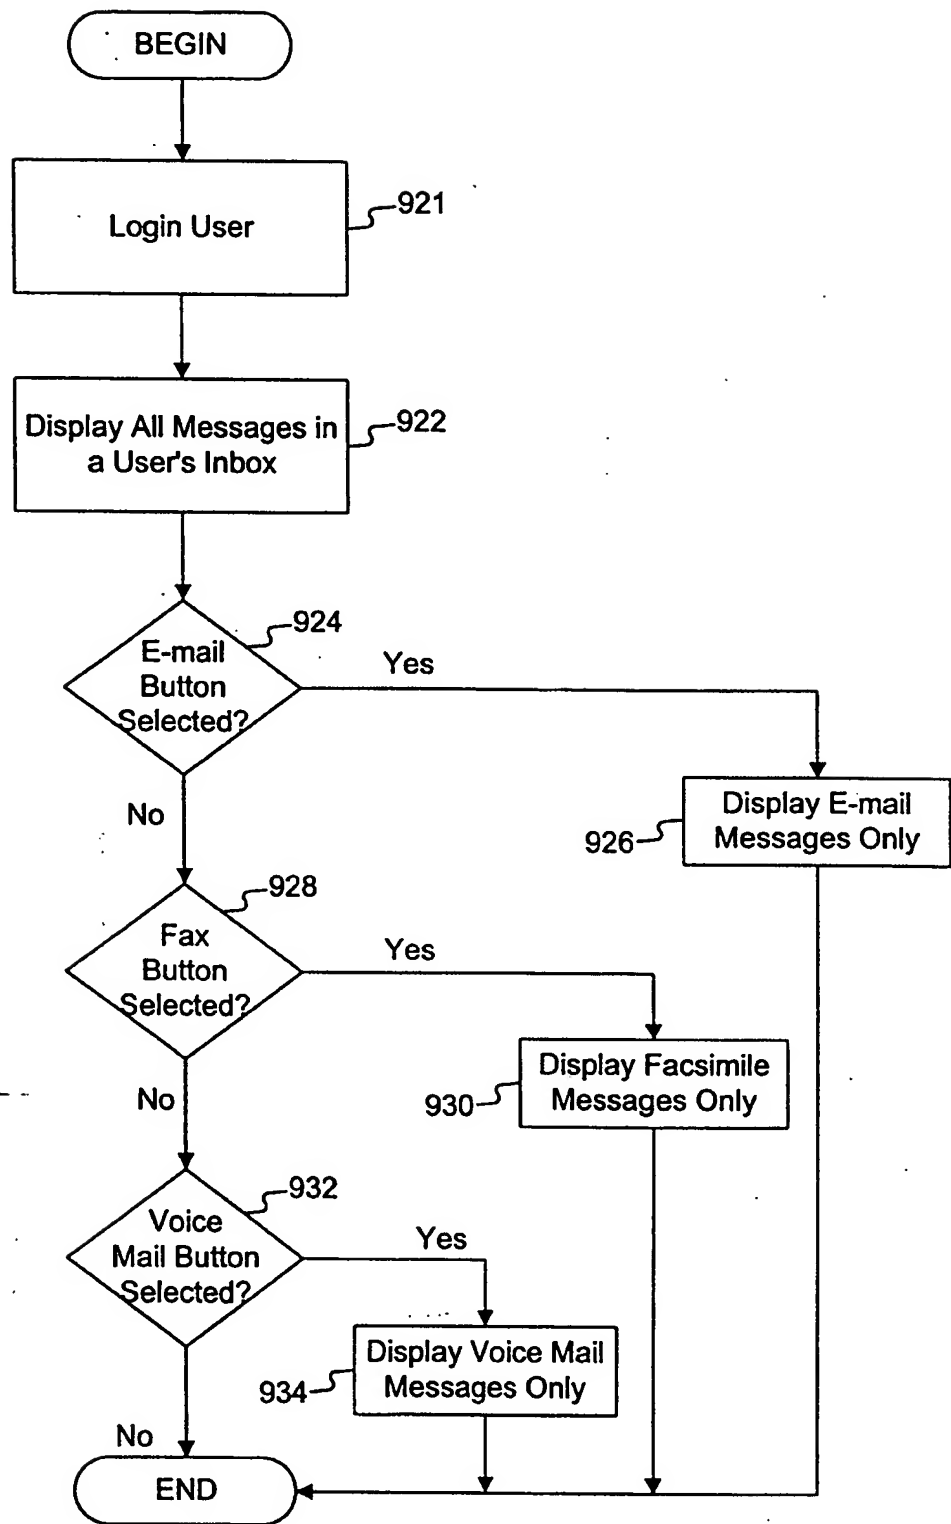 BEGIN
Login User
921
Display All Messages in
a User's Inbox
922
E-mail
Button
Selected?
924
Yes
No
Display E-mail
Messages Only
926
Fax
Button
Selected?
928
Yes
No
Display Facsimile
Messages Only
930
Voice
Mail Button
Selected?
932
Yes
No
Display Voice Mail
Messages Only
934
END